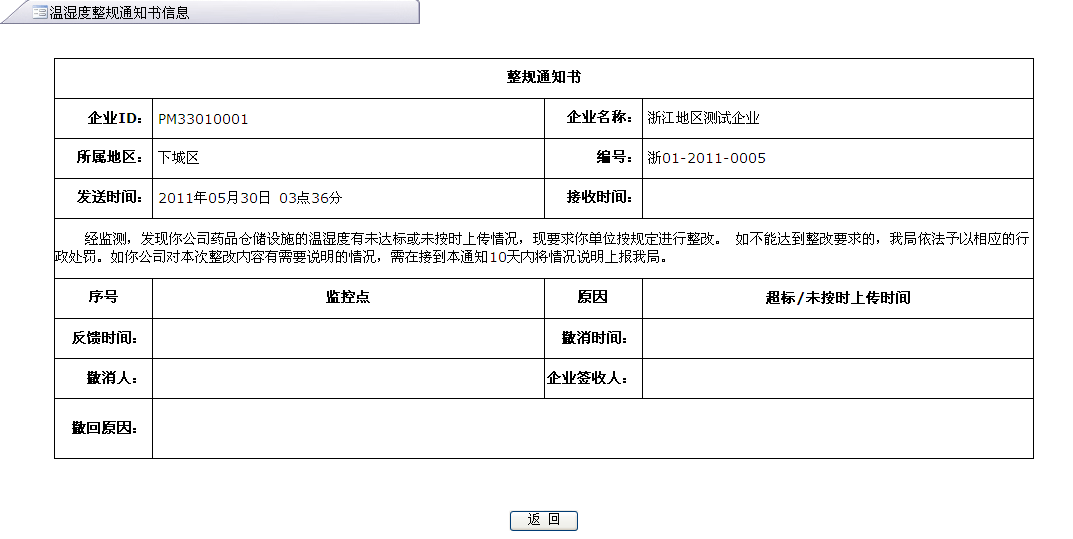 温湿度整规通知书信息
整规通知书
企业ID： PM33010001 企业名称： 浙江地区测试企业
所属地区： 下城区 编号： 浙01-2011-0005
发送时间： 2011年05月30日 03点36分 接收时间：
经监测，发现你公司药品仓储设施的温湿度有未达标或未按时上传情况，现要求你单位按规定进行整改。 如不能达到整改要求的，我局依法予以相应的行
政处罚。如你公司对本次整改内容有需要说明的情况，需在接到本通知10天内将情况说明上报我局。
序号 监控点 原因 超标/未按时上传时间
反馈时间： 撤消时间：
撤消人： 企业签收人：
撤回原因：
返 回